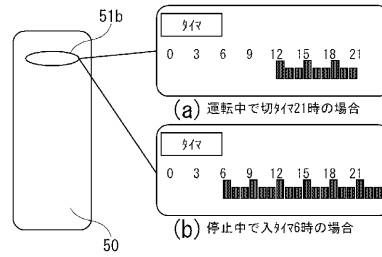 51b
タイマ
0 3 6 9 12 15 18 21
(a) 運転中で切タイマ21時の場合
タイマ
0 3 6 9 12 15 18 21
(b) 停止中で入タイマ6時の場合
50